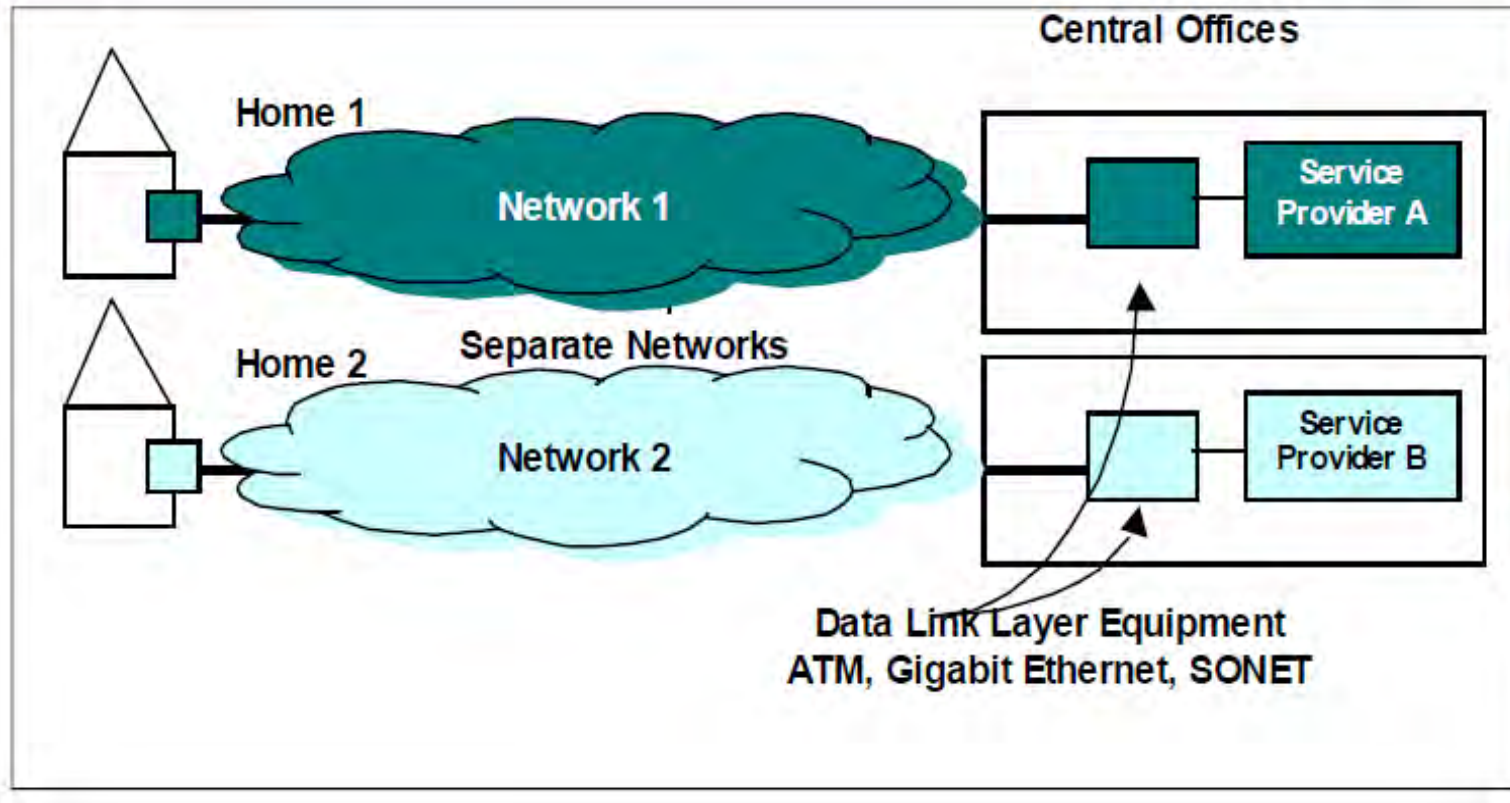 Central Offices
Home 1
Network 1
Service
Provider A
Separate Networks
Home 2
Network 2
Service
Provider B
Data Link Layer Equipment
ATM, Gigabit Ethernet, SONET